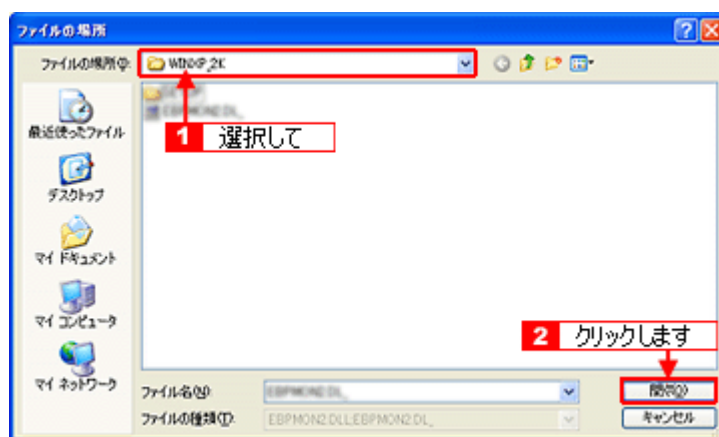 ファイルの場所
ファイルの場所(I):
WINXP_2K
最近使ったファイル
1 選択して
デスクトップ
マイ ドキュメント
マイ コンピュータ
2 クリックします
マイ ネットワーク
ファイル名(N):
開く(O)
ファイルの種類(T):
EBPMON2.DLL;EBPMON2.DL_
キャンセル